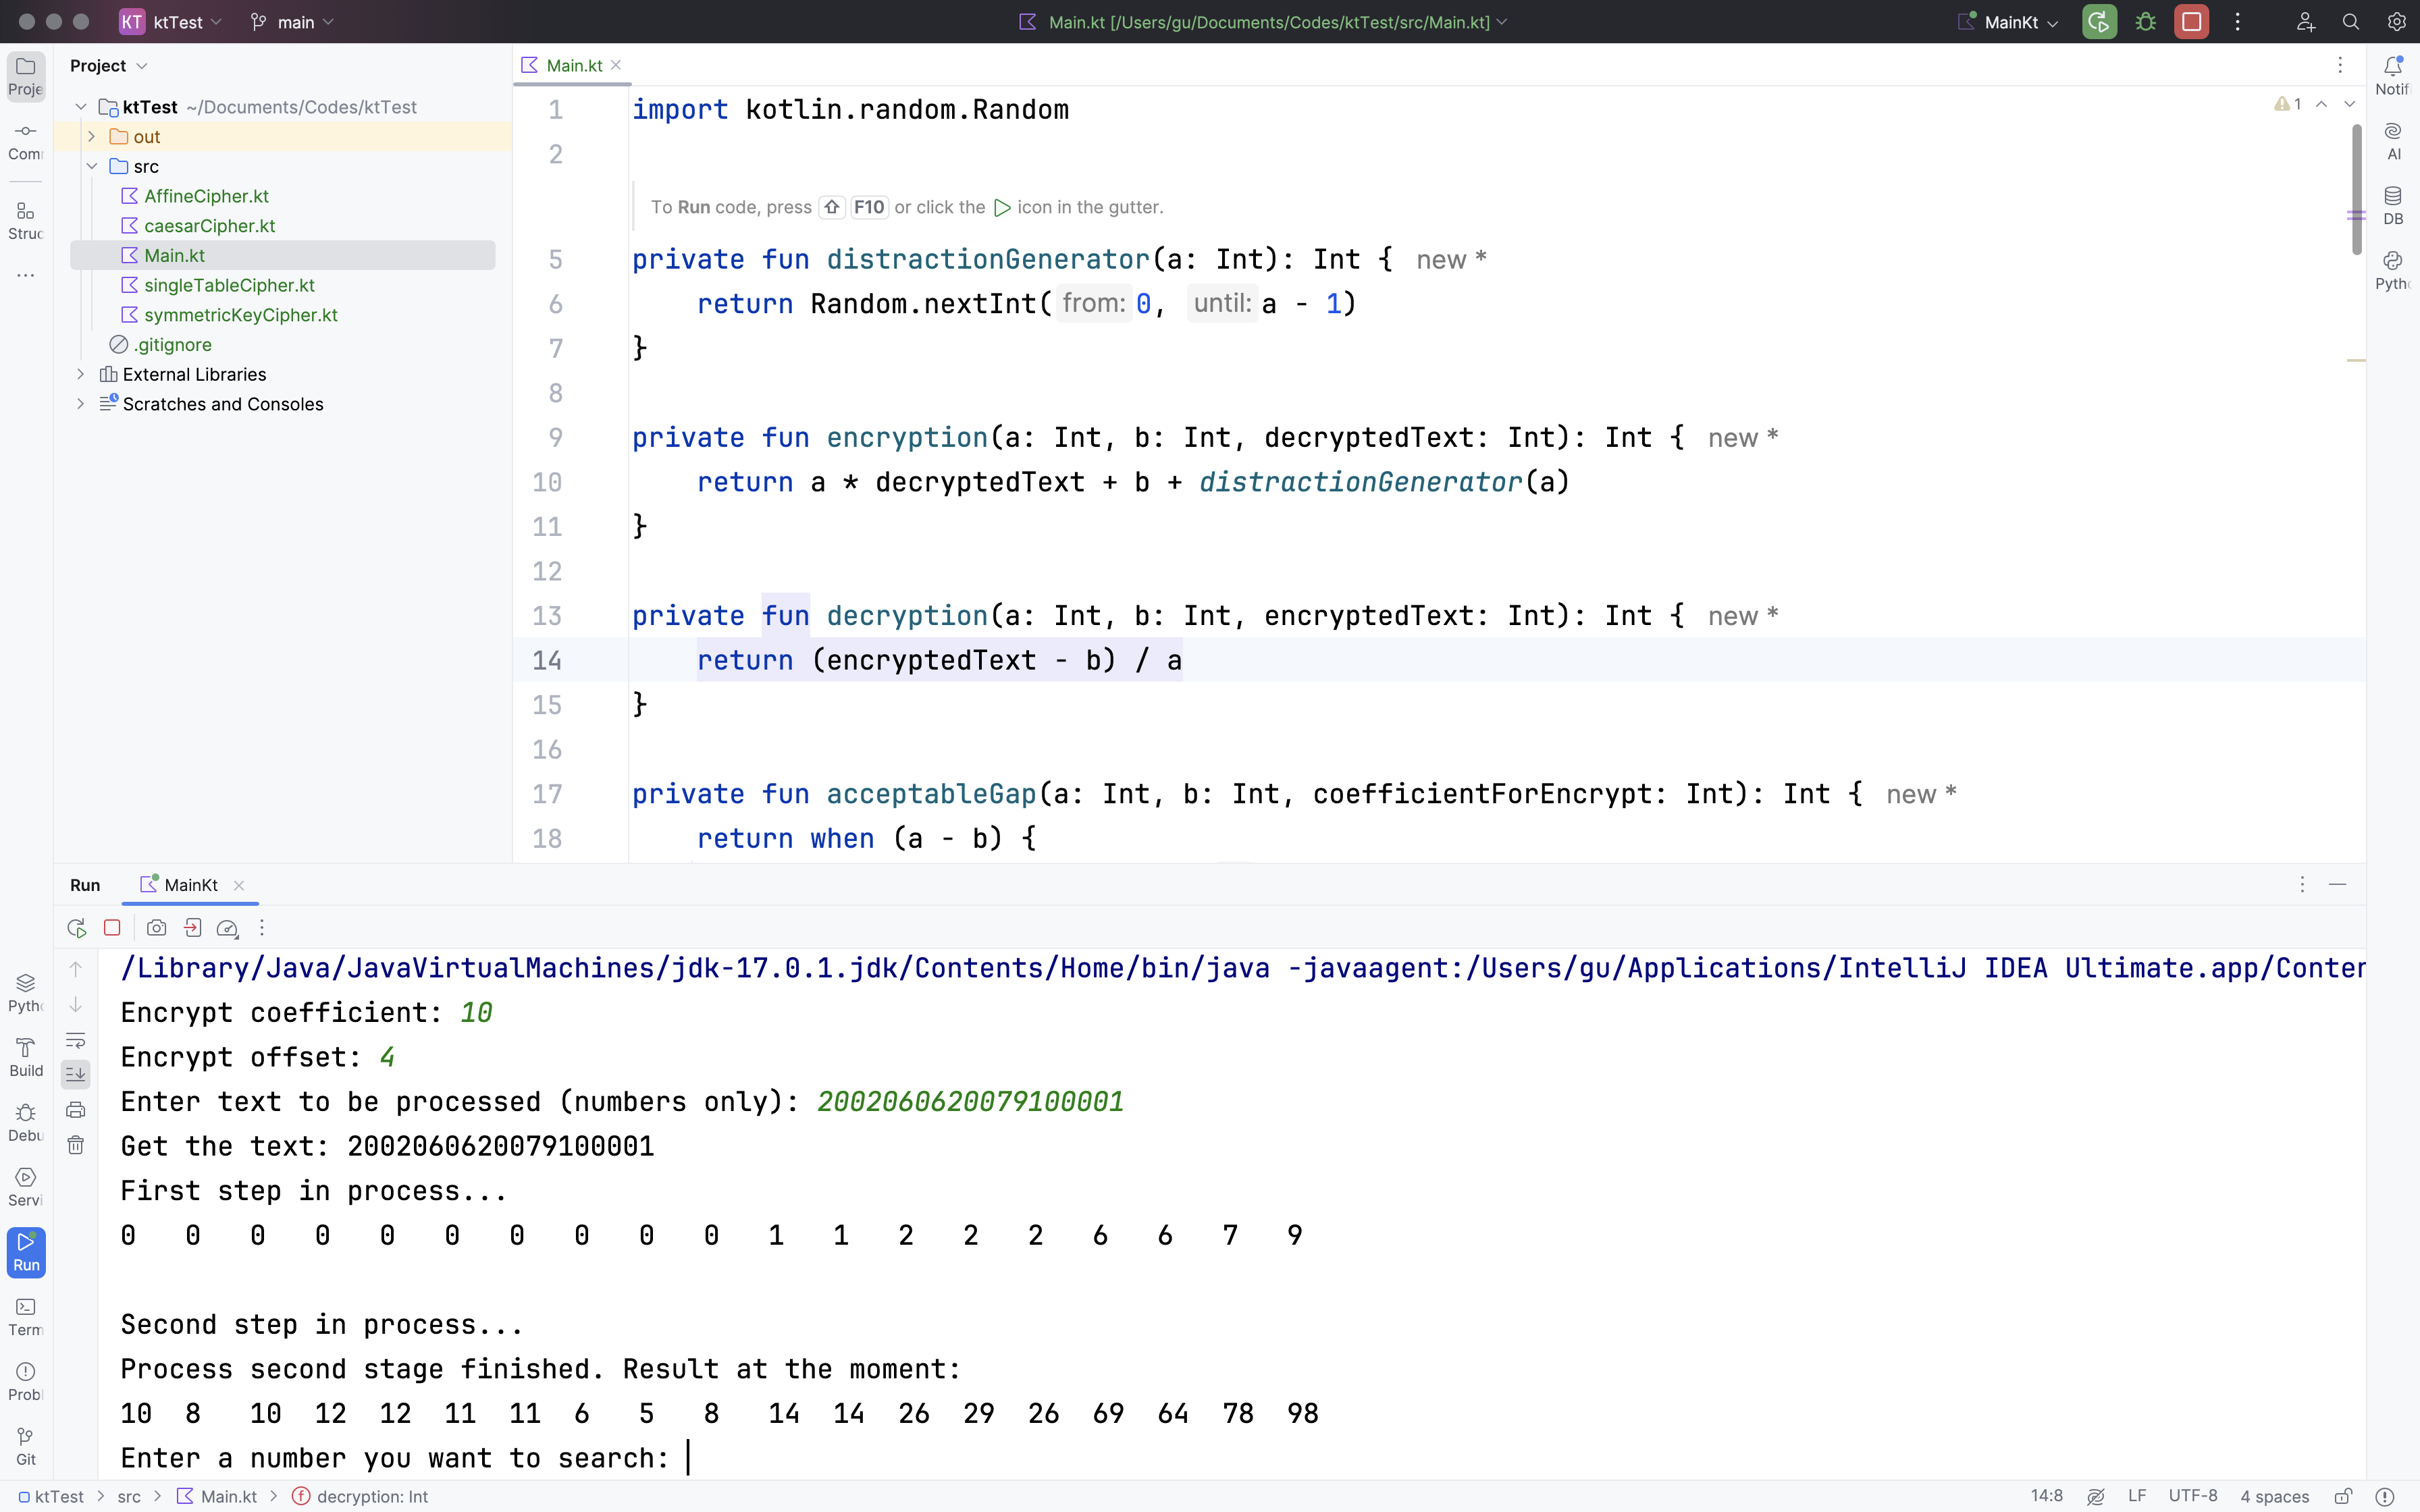 KT ktTest main Main.kt [/Users/gu/Documents/Codes/ktTest/src/Main.kt] MainKt
Project
ktTest ~/Documents/Codes/ktTest
out
src
AffineCipher.kt
caesarCipher.kt
Main.kt
singleTableCipher.kt
symmetricKeyCipher.kt
.gitignore
External Libraries
Scratches and Consoles
Proje
Com
Struc
Main.kt
1 import kotlin.random.Random
2
To Run code, press ⇧ F10 or click the icon in the gutter.
5 private fun distractionGenerator(a: Int): Int { new *
6 return Random.nextInt( from: 0, until: a - 1)
7 }
8
9 private fun encryption(a: Int, b: Int, decryptedText: Int): Int { new *
10 return a * decryptedText + b + distractionGenerator(a)
11 }
12
13 private fun decryption(a: Int, b: Int, encryptedText: Int): Int { new *
14 return (encryptedText - b) / a
15 }
16
17 private fun acceptableGap(a: Int, b: Int, coefficientForEncrypt: Int): Int { new *
18 return when (a - b) {
1
Notif
AI
DB
Pyth
Run MainKt
/Library/Java/JavaVirtualMachines/jdk-17.0.1.jdk/Contents/Home/bin/java -javaagent:/Users/gu/Applications/IntelliJ IDEA Ultimate.app/Conten
Encrypt coefficient: 10
Encrypt offset: 4
Enter text to be processed (numbers only): 2002060620079100001
Get the text: 2002060620079100001
First step in process...
0 0 0 0 0 0 0 0 0 0 1 1 2 2 2 6 6 7 9
Second step in process...
Process second stage finished. Result at the moment:
10 8 10 12 12 11 11 6 5 8 14 14 26 29 26 69 64 78 98
Enter a number you want to search:
Pyth
Build
Debu
Servi
Run
Term
Prob
Git
ktTest > src > Main.kt > decryption: Int
14:8 LF UTF-8 4 spaces